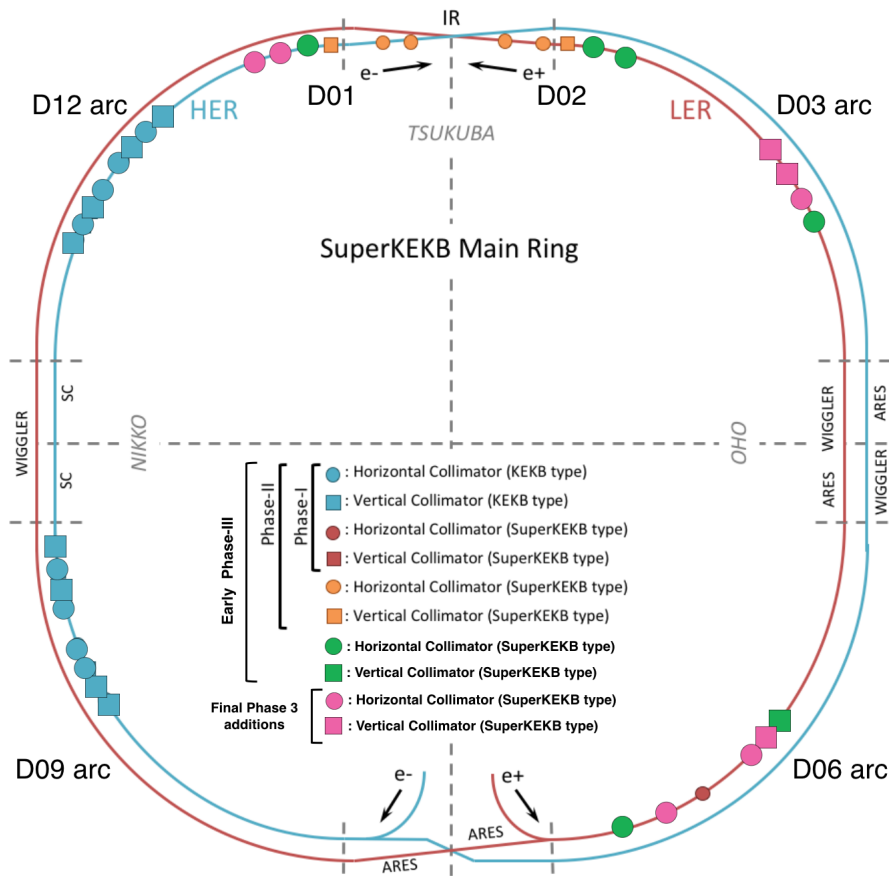 IR
e-
e+
D01
D02
D12 arc
HER
LER
D03 arc
TSUKUBA
SuperKEKB Main Ring
WIGGLER
SC
SC
NIKKO
OHO
WIGGLER
ARES
ARES
WIGGLER
Early Phase-III
Phase-II
Phase-I
: Horizontal Collimator (KEKB type)
: Vertical Collimator (KEKB type)
: Horizontal Collimator (SuperKEKB type)
: Vertical Collimator (SuperKEKB type)
: Horizontal Collimator (SuperKEKB type)
: Vertical Collimator (SuperKEKB type)
: Horizontal Collimator (SuperKEKB type)
: Vertical Collimator (SuperKEKB type)
Final Phase 3
additions
: Horizontal Collimator (SuperKEKB type)
: Vertical Collimator (SuperKEKB type)
D09 arc
D06 arc
e-
e+
ARES
ARES